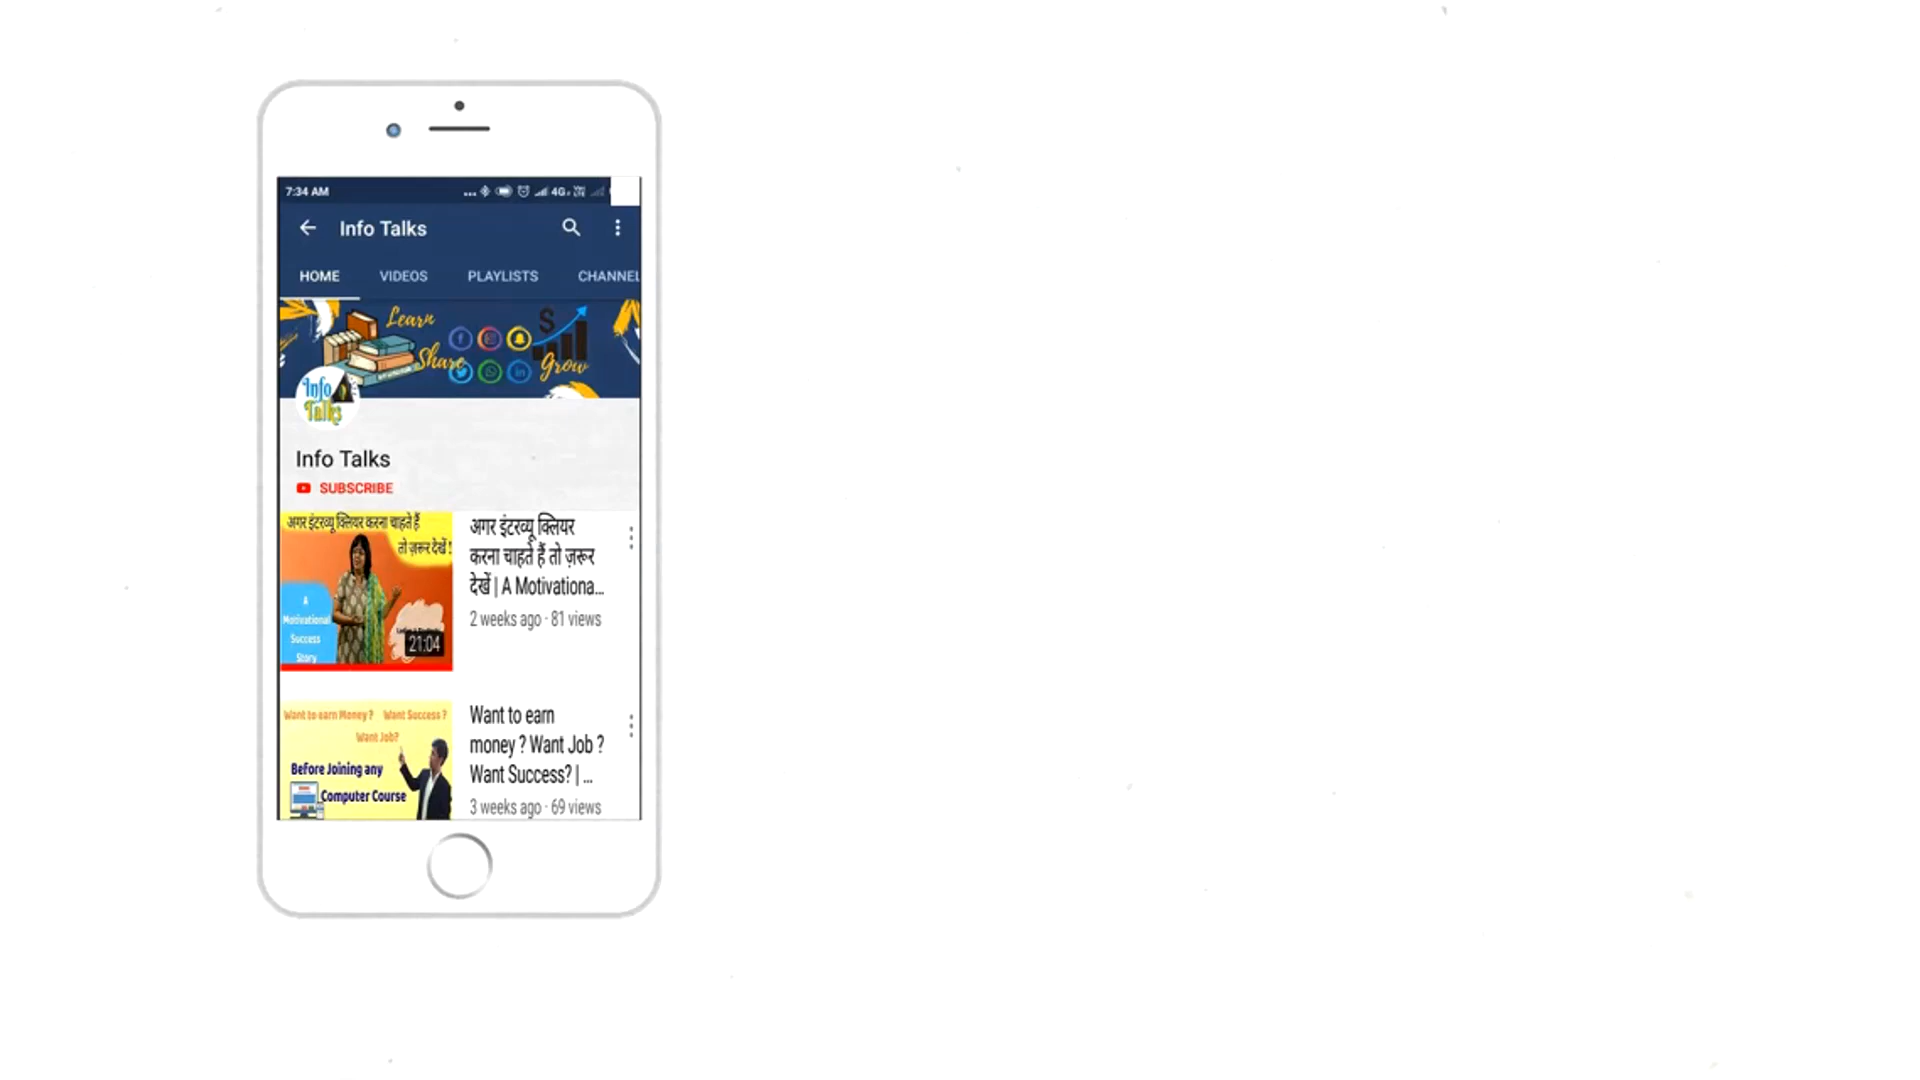 7:34 AM
4G
Info Talks
HOME VIDEOS PLAYLISTS CHANNEL
Learn
Share
Grow
Info
Talks
Info Talks
SUBSCRIBE
अगर इंटरव्यू क्लियर करना चाहते हैं
तो ज़रूर देखें !
A
Motivational
Success
Story
21:04
अगर इंटरव्यू क्लियर
करना चाहते हैं तो ज़रूर
देखें | A Motivationa...
2 weeks ago · 81 views
Want to earn Money ? Want Success ?
Want Job?
Before Joining any
Computer Course
Want to earn
money ? Want Job ?
Want Success? | ...
3 weeks ago · 69 views